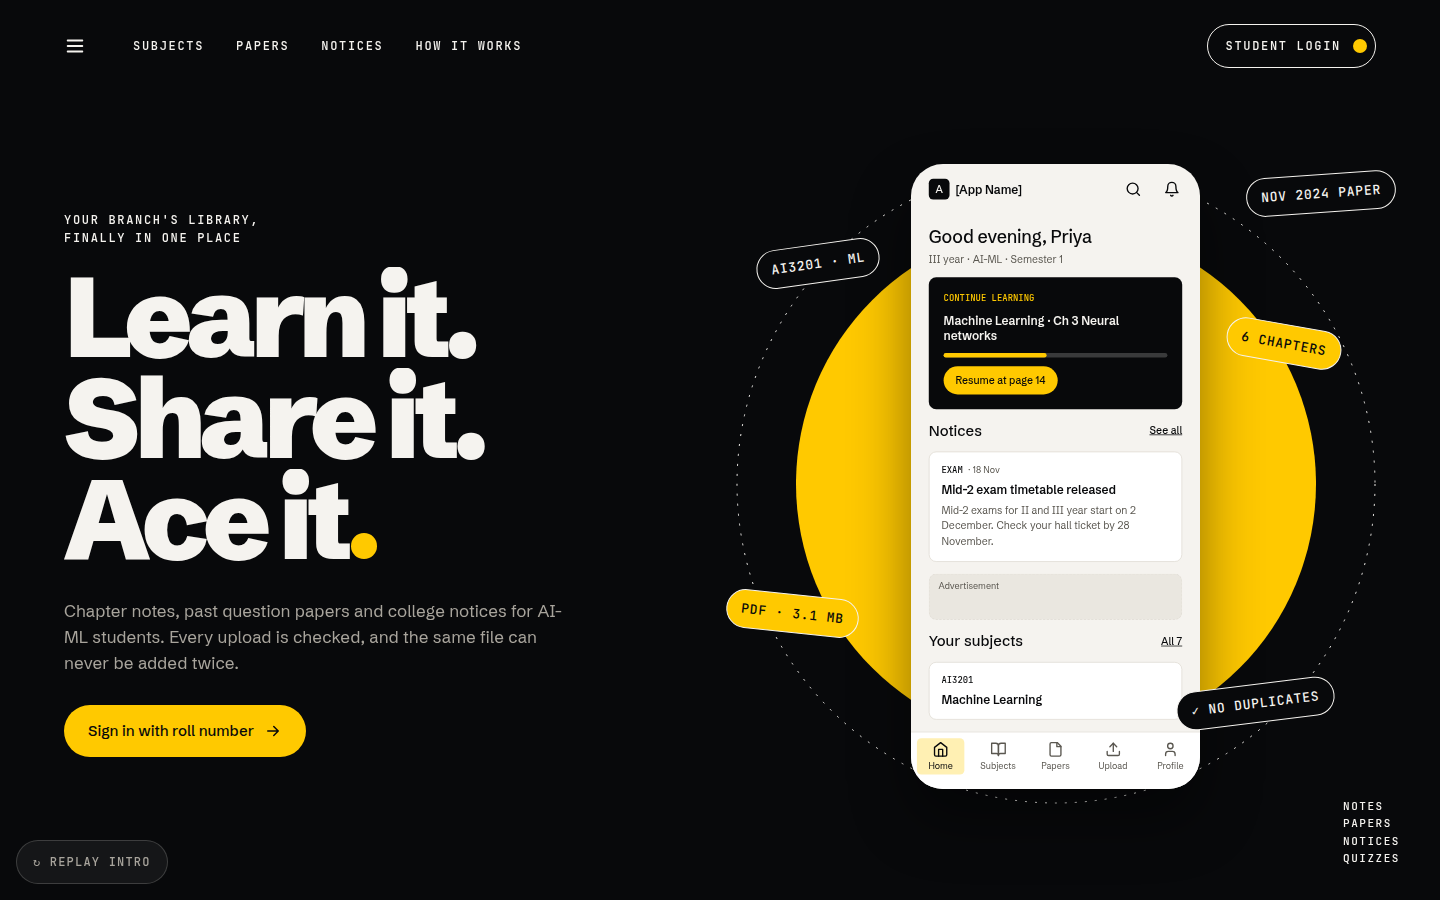 SUBJECTS PAPERS NOTICES HOW IT WORKS
STUDENT LOGIN
YOUR BRANCH'S LIBRARY,
FINALLY IN ONE PLACE
Learn it.
Share it.
Ace it.
Chapter notes, past question papers and college notices for AI-
ML students. Every upload is checked, and the same file can
never be added twice.
Sign in with roll number →
↻ REPLAY INTRO
AI3201 · ML
NOV 2024 PAPER
6 CHAPTERS
PDF · 3.1 MB
✓ NO DUPLICATES
A [App Name]
Good evening, Priya
III year · AI-ML · Semester 1
CONTINUE LEARNING
Machine Learning · Ch 3 Neural
networks
Resume at page 14
Notices See all
EXAM · 18 Nov
Mid-2 exam timetable released
Mid-2 exams for II and III year start on 2
December. Check your hall ticket by 28
November.
Advertisement
Your subjects All 7
AI3201
Machine Learning
Home Subjects Papers Upload Profile
NOTES
PAPERS
NOTICES
QUIZZES